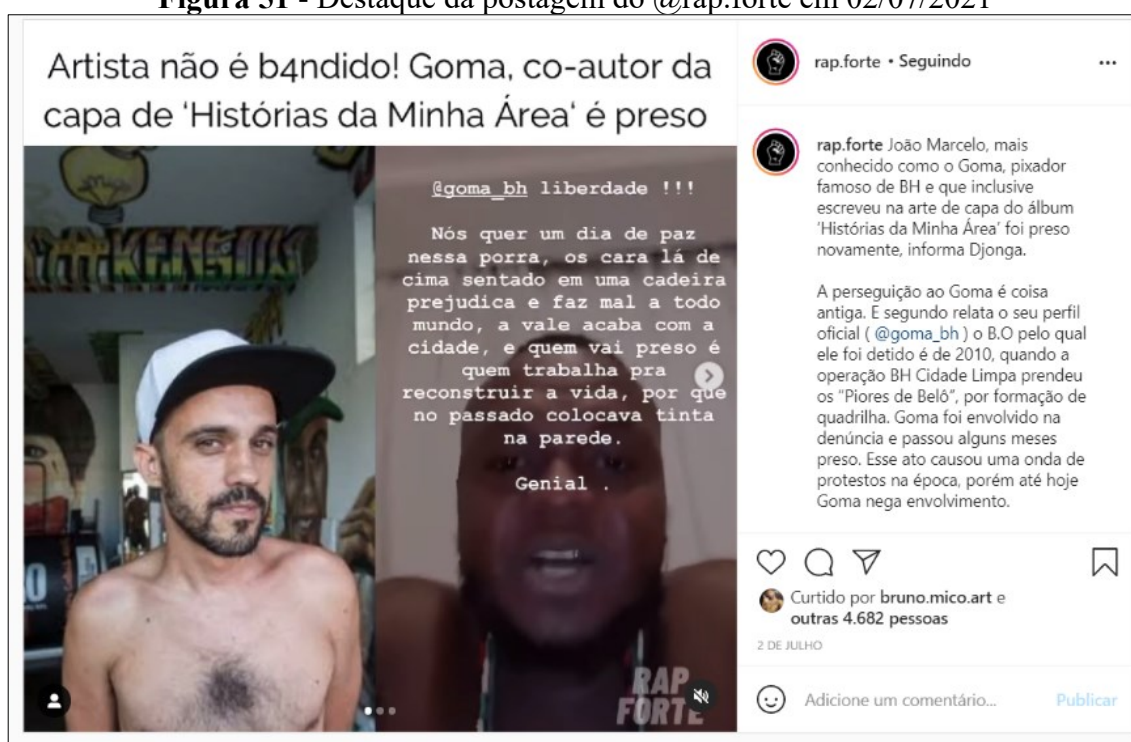 Figura 31 - Destaque da postagem do @rap.forte em 02/07/2021
Artista não é b4ndido! Goma, co-autor da
capa de ‘Histórias da Minha Área‘ é preso
@goma_bh liberdade !!!
Nós quer um dia de paz
nessa porra, os cara lá de
cima sentado em uma cadeira
prejudica e faz mal a todo
mundo, a vale acaba com a
cidade, e quem vai preso é
quem trabalha pra
reconstruir a vida, por que
no passado colocava tinta
na parede.
Genial .
RAP
FORTE
rap.forte • Seguindo
rap.forte João Marcelo, mais
conhecido como o Goma, pixador
famoso de BH e que inclusive
escreveu na arte de capa do álbum
‘Histórias da Minha Área’ foi preso
novamente, informa Djonga.
A perseguição ao Goma é coisa
antiga. E segundo relata o seu perfil
oficial ( @goma_bh ) o B.O pelo qual
ele foi detido é de 2010, quando a
operação BH Cidade Limpa prendeu
os “Piores de Belô”, por formação de
quadrilha. Goma foi envolvido na
denúncia e passou alguns meses
preso. Esse ato causou uma onda de
protestos na época, porém até hoje
Goma nega envolvimento.
Curtido por bruno.mico.art e
outras 4.682 pessoas
2 DE JULHO
Adicione um comentário...
Publicar